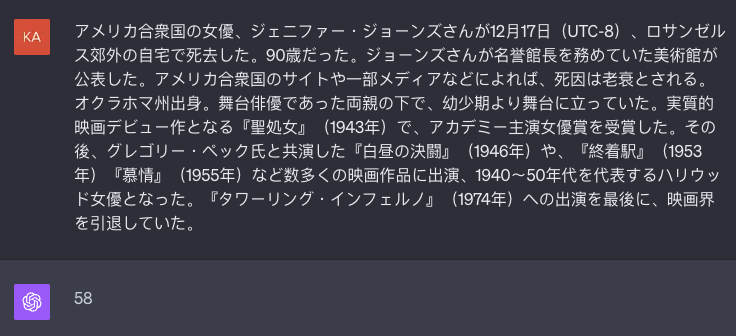 KA
アメリカ合衆国の女優、ジェニファー・ジョーンズさんが12月17日（UTC-8）、ロサンゼル
ス郊外の自宅で死去した。90歳だった。ジョーンズさんが名誉館長を務めていた美術館が
公表した。アメリカ合衆国のサイトや一部メディアなどによれば、死因は老衰とされる。
オクラホマ州出身。舞台俳優であった両親の下で、幼少期より舞台に立っていた。実質的
映画デビュー作となる『聖処女』（1943年）で、アカデミー主演女優賞を受賞した。その
後、グレゴリー・ペック氏と共演した『白昼の決闘』（1946年）や、『終着駅』（1953
年）『慕情』（1955年）など数多くの映画作品に出演、1940〜50年代を代表するハリウッ
ド女優となった。『タワーリング・インフェルノ』（1974年）への出演を最後に、映画界
を引退していた。
58